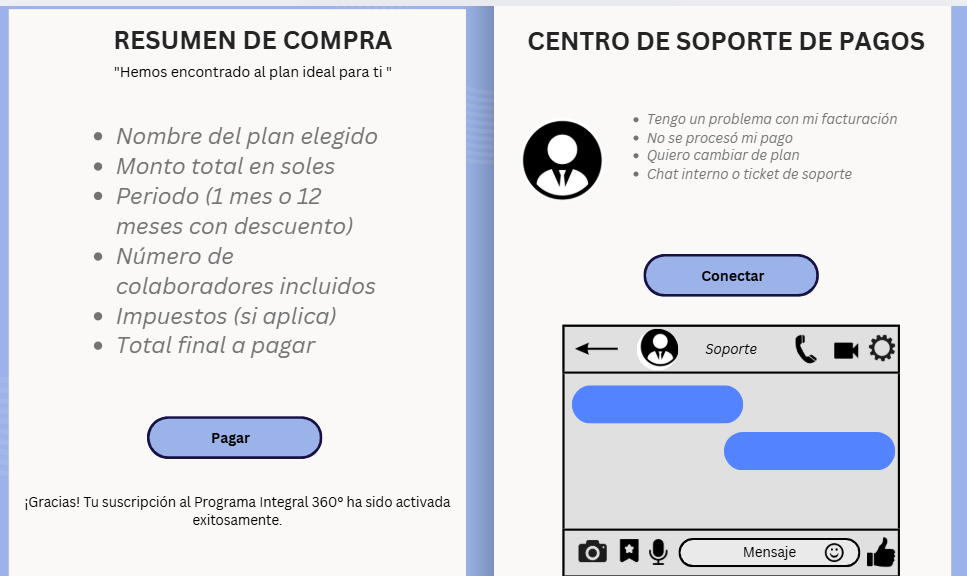 RESUMEN DE COMPRA
"Hemos encontrado al plan ideal para ti "
• Nombre del plan elegido
• Monto total en soles
• Periodo (1 mes o 12
meses con descuento)
• Número de
colaboradores incluidos
• Impuestos (si aplica)
• Total final a pagar
Pagar
¡Gracias! Tu suscripción al Programa Integral 360° ha sido activada
exitosamente.
CENTRO DE SOPORTE DE PAGOS
• Tengo un problema con mi facturación
• No se procesó mi pago
• Quiero cambiar de plan
• Chat interno o ticket de soporte
Conectar
Soporte
Mensaje